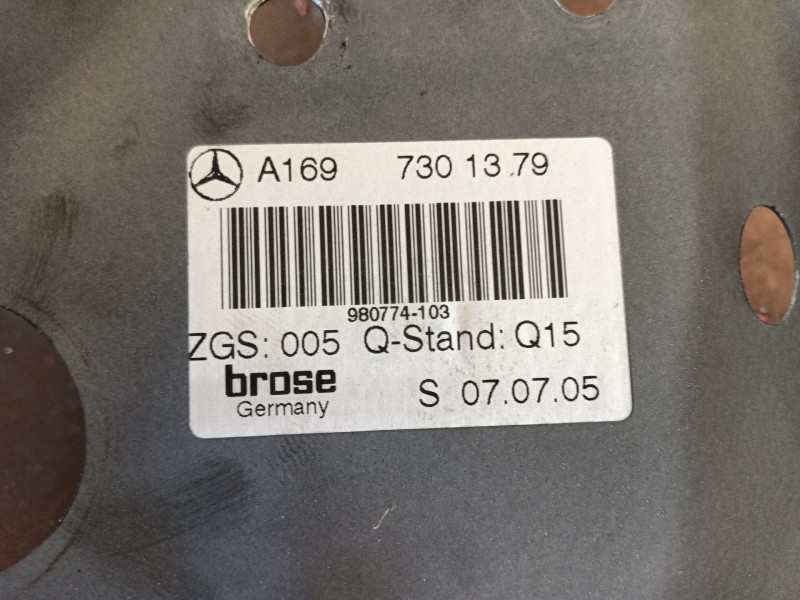 A169 730 13 79
980774-103
ZGS: 005 Q-Stand: Q15
brose
Germany
S 07.07.05